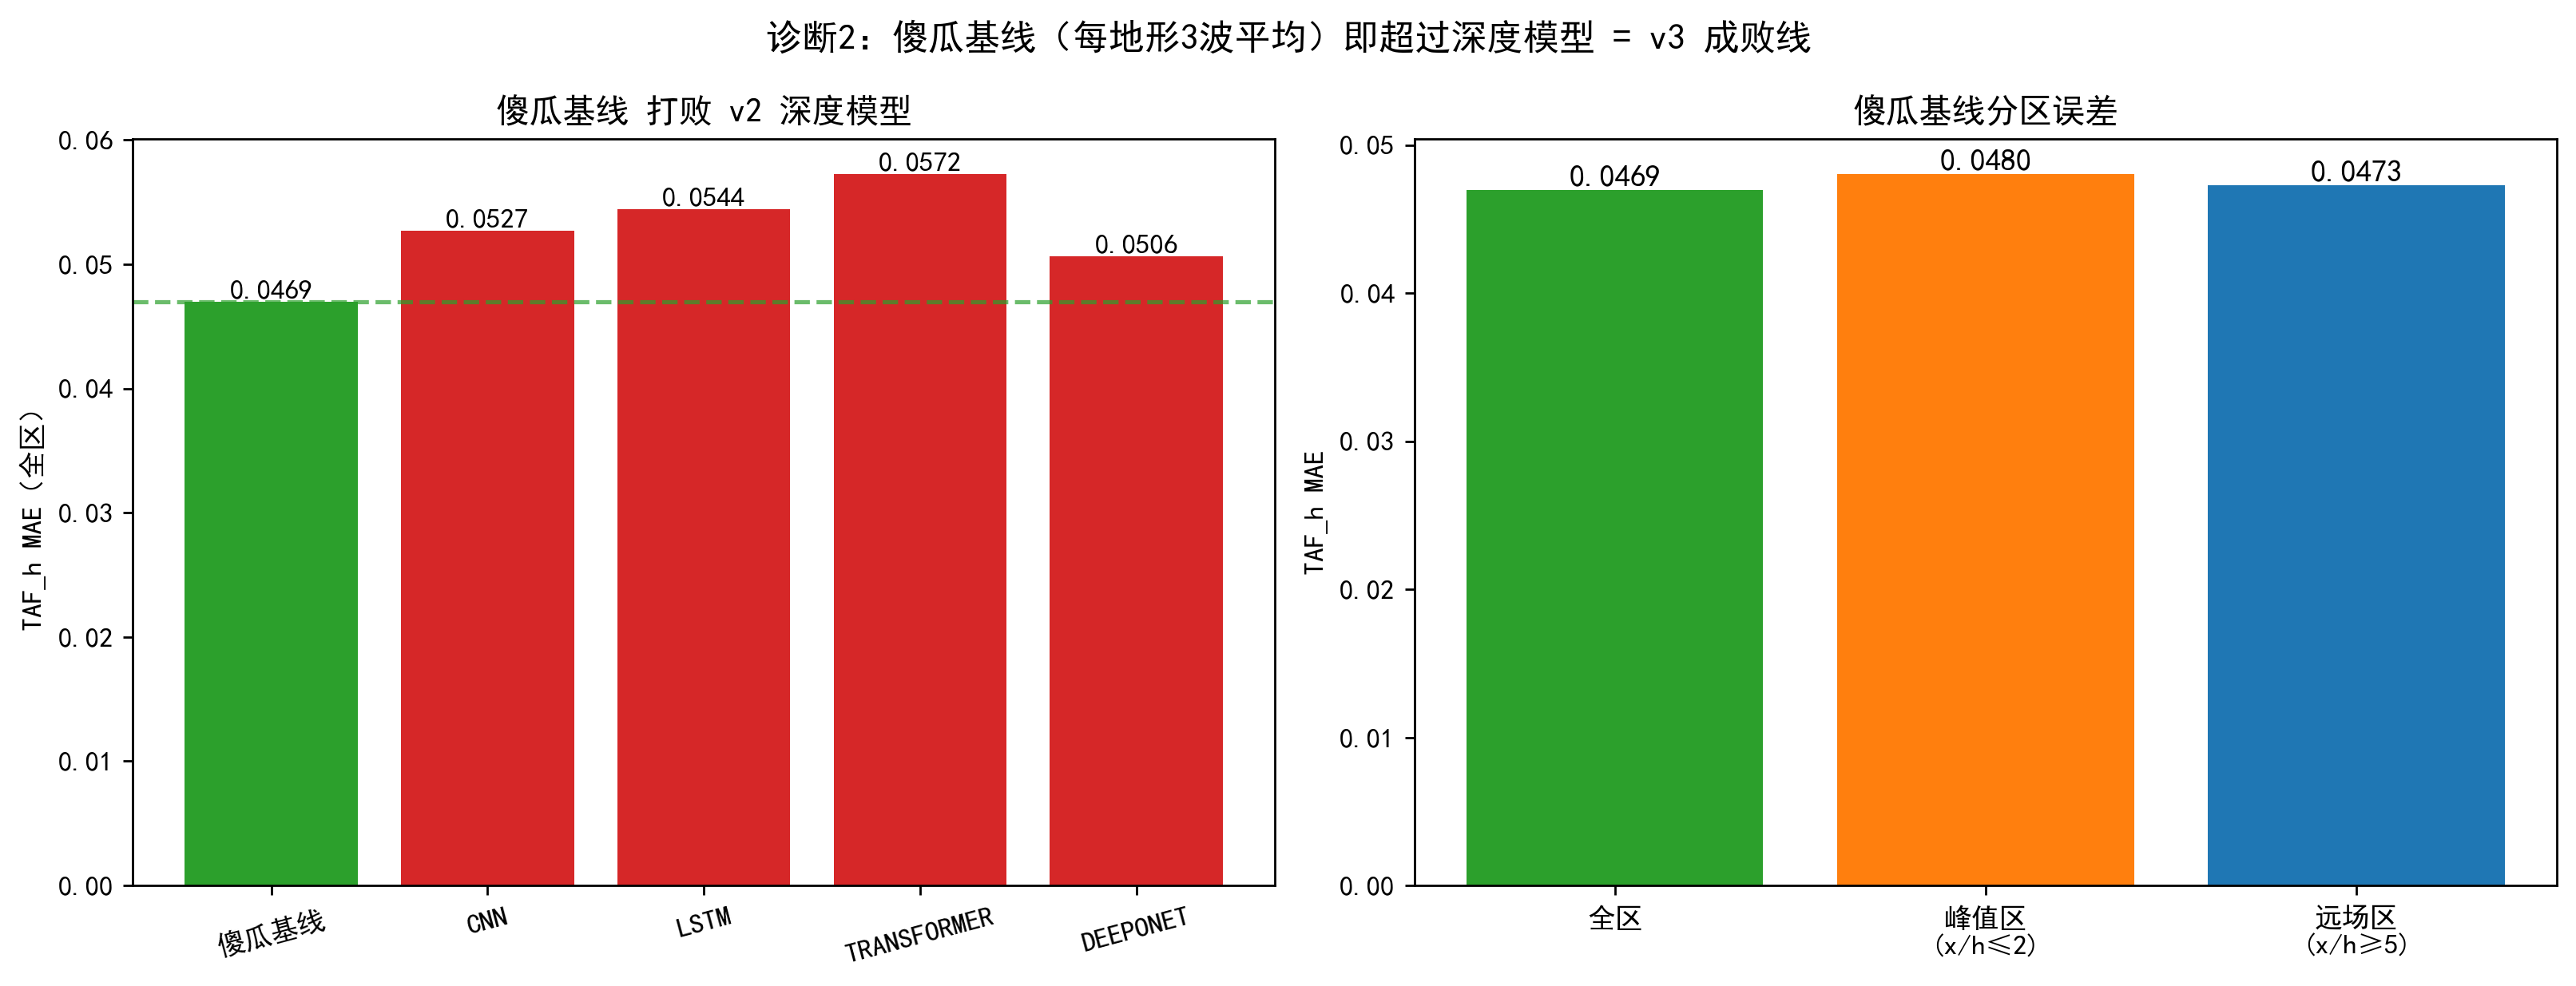 诊断2：傻瓜基线（每地形3波平均）即超过深度模型 = v3 成败线
傻瓜基线 打败 v2 深度模型
TAF_h MAE（全区）
0.06
0.05
0.04
0.03
0.02
0.01
0.00
0.0469
0.0527
0.0544
0.0572
0.0506
傻瓜基线
CNN
LSTM
TRANSFORMER
DEEPONET
傻瓜基线分区误差
TAF_h MAE
0.05
0.04
0.03
0.02
0.01
0.00
0.0469
0.0480
0.0473
全区
峰值区
(x/h≤2)
远场区
(x/h≥5)